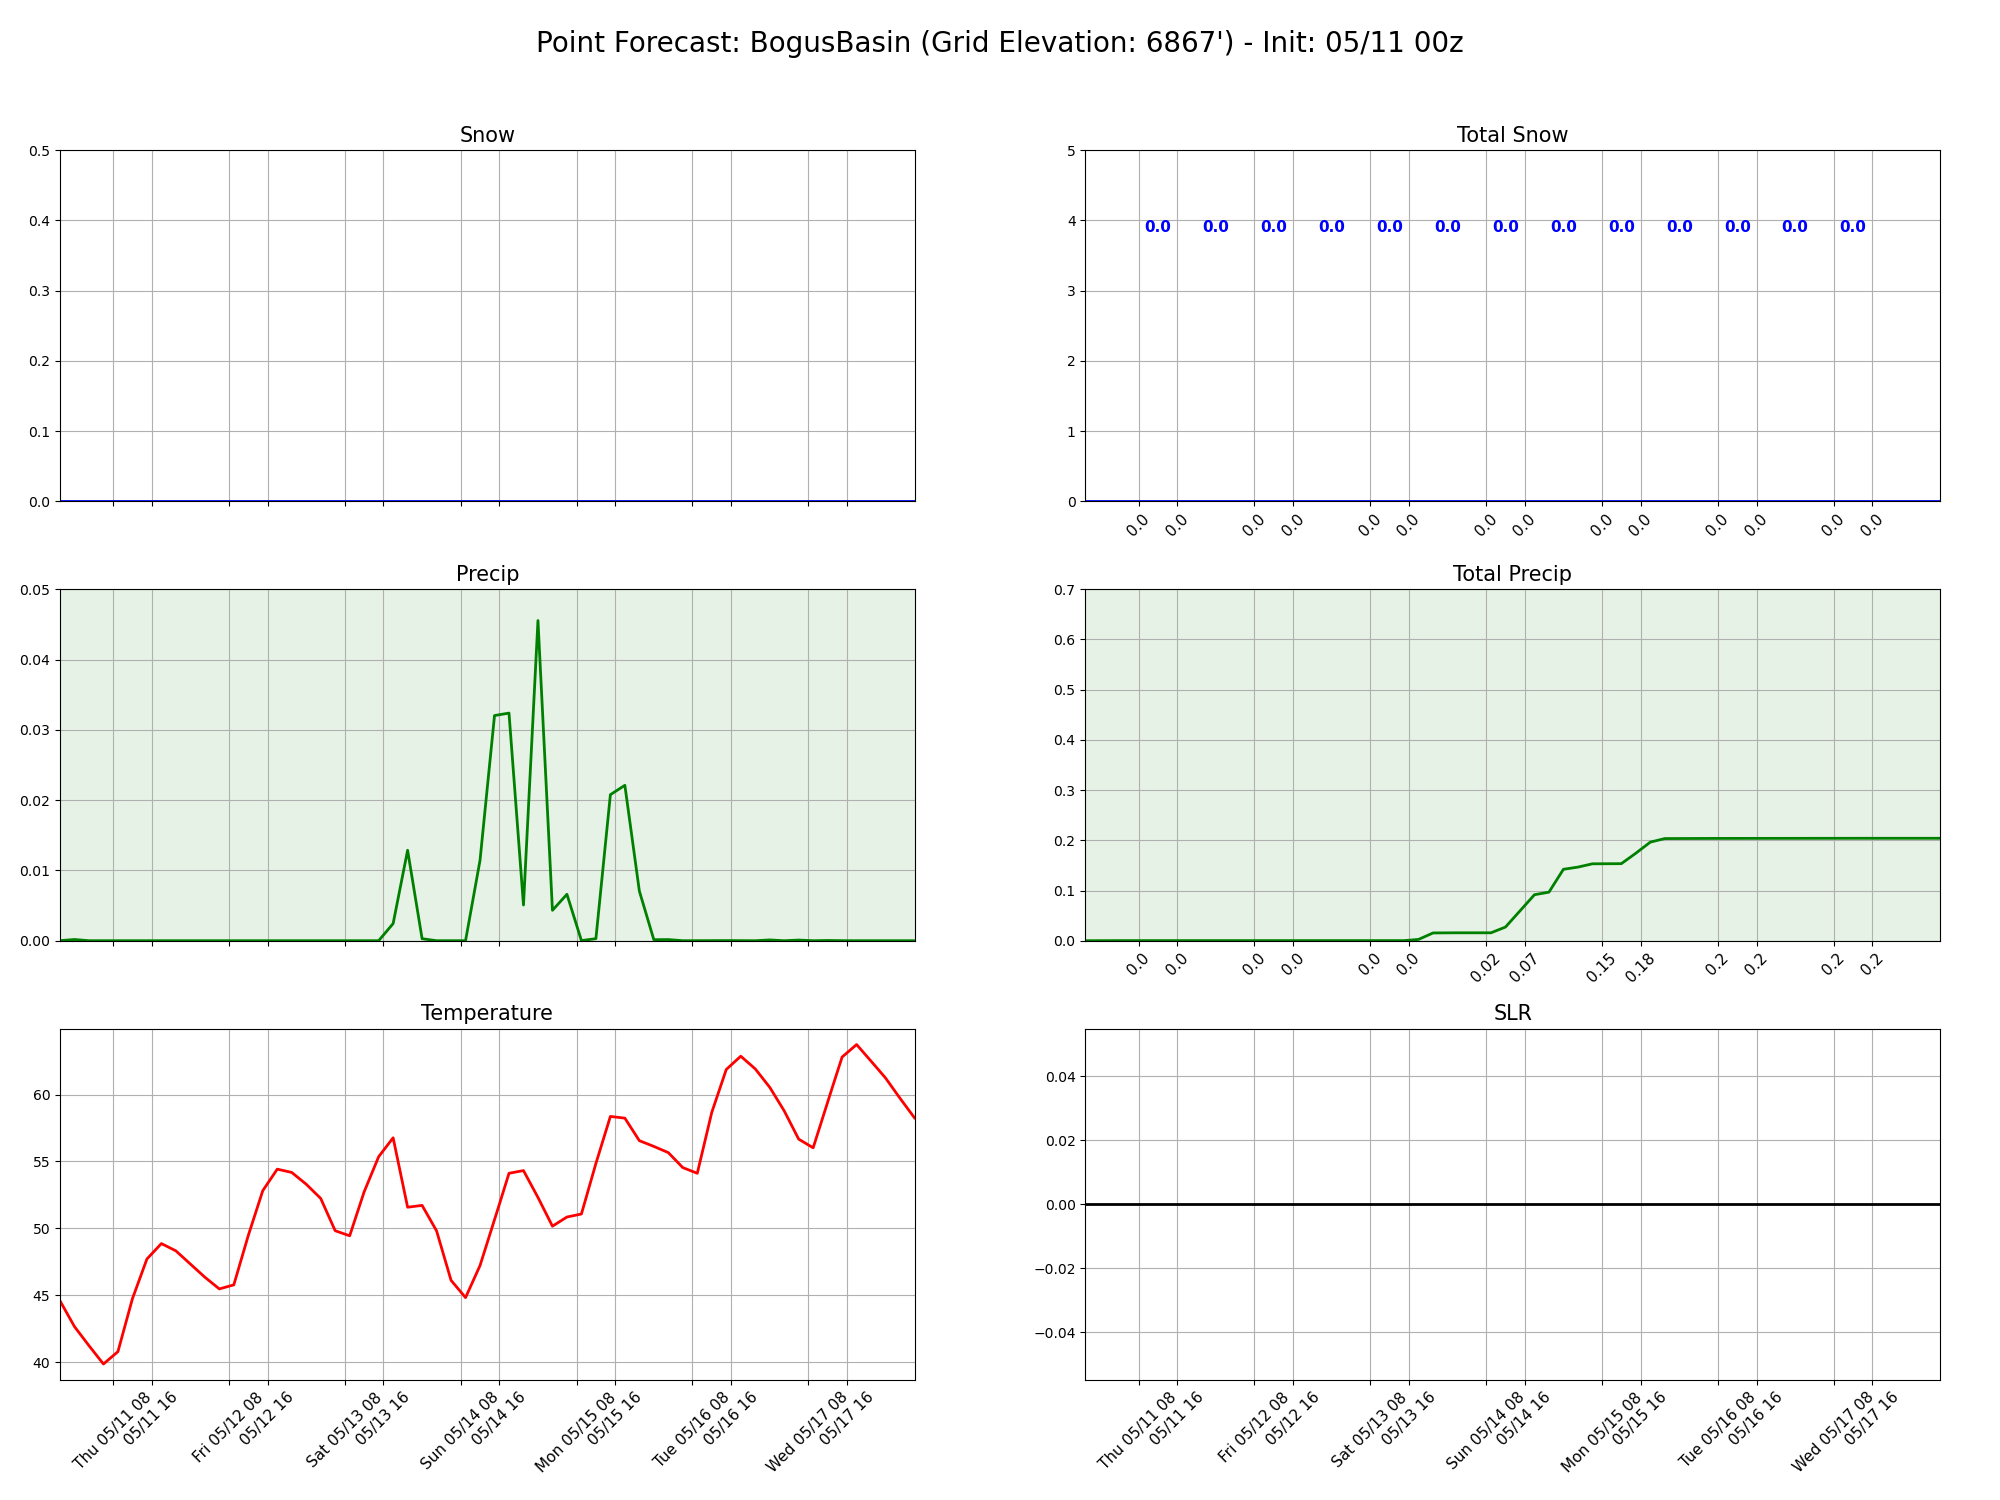 Point Forecast: BogusBasin (Grid Elevation: 6867') - Init: 05/11 00z
Snow
0.5
0.4
0.3
0.2
0.1
0.0
Total Snow
5
4
3
2
1
0
0.0 0.0 0.0 0.0 0.0 0.0 0.0 0.0 0.0 0.0 0.0 0.0 0.0
0.0 0.0 0.0 0.0 0.0 0.0 0.0 0.0 0.0 0.0 0.0 0.0 0.0 0.0
Precip
0.05
0.04
0.03
0.02
0.01
0.00
Total Precip
0.7
0.6
0.5
0.4
0.3
0.2
0.1
0.0
0.0 0.0 0.0 0.0 0.0 0.0 0.02 0.07 0.15 0.18 0.2 0.2 0.2 0.2
Temperature
60
55
50
45
40
Thu 05/11 08
05/11 16
Fri 05/12 08
05/12 16
Sat 05/13 08
05/13 16
Sun 05/14 08
05/14 16
Mon 05/15 08
05/15 16
Tue 05/16 08
05/16 16
Wed 05/17 08
05/17 16
SLR
0.04
0.02
0.00
−0.02
−0.04
Thu 05/11 08
05/11 16
Fri 05/12 08
05/12 16
Sat 05/13 08
05/13 16
Sun 05/14 08
05/14 16
Mon 05/15 08
05/15 16
Tue 05/16 08
05/16 16
Wed 05/17 08
05/17 16